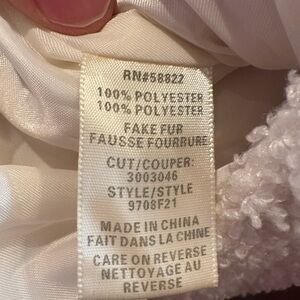 RN#58822
100% POLYESTER
100% POLYESTER
FAKE FUR
FAUSSE FOURRURE
CUT/COUPER:
3003046
STYLE/STYLE
9708F21
MADE IN CHINA
FAIT DANS LA CHINE
CARE ON REVERSE
NETTOYAGE AU
REVERSE